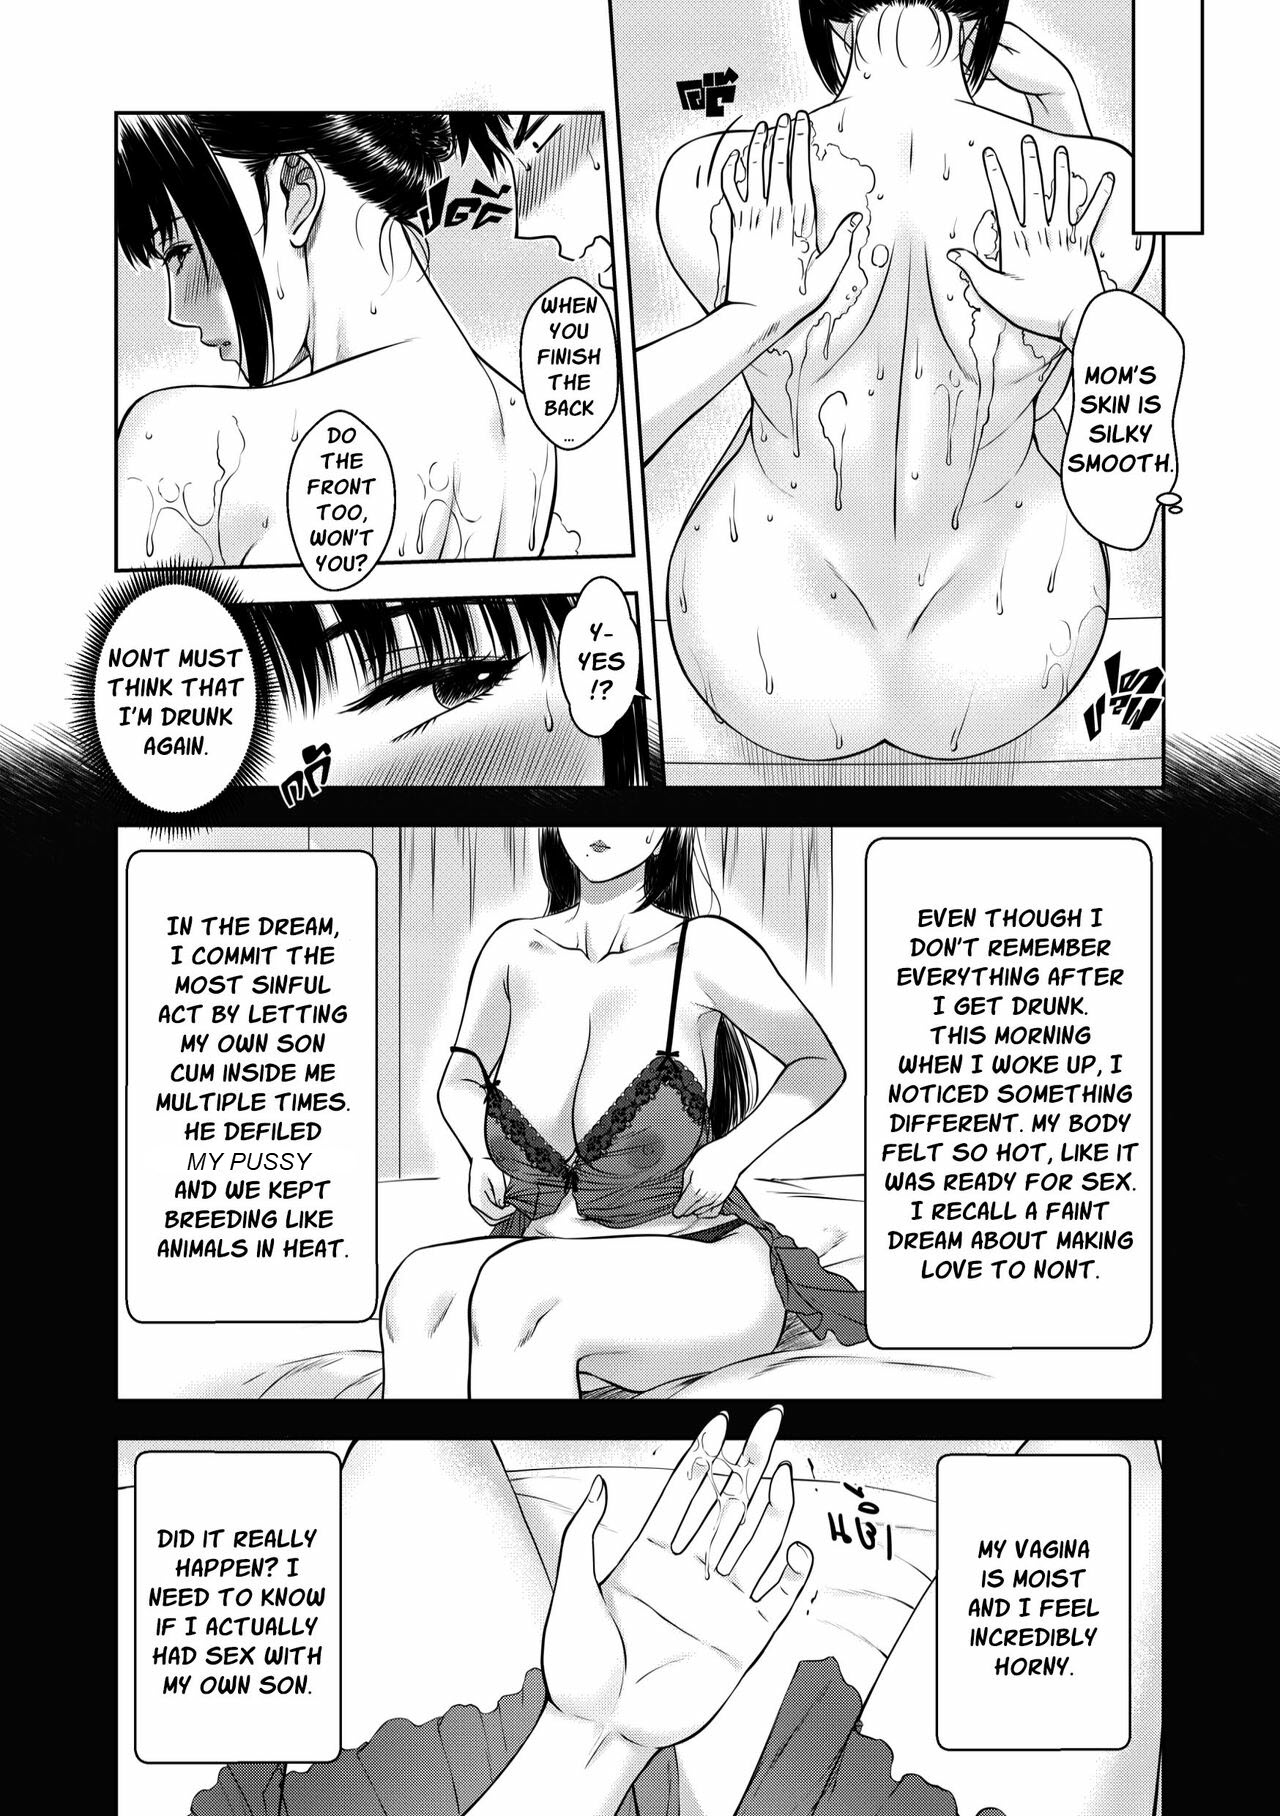 MOM'S
SKIN IS
SILKY
SMOOTH.
WHEN
YOU
FINISH
THE
BACK
...
DO
THE
FRONT
TOO,
WON'T
YOU?
Y-
YES
!?
NONT MUST
THINK THAT
I'M DRUNK
AGAIN.
EVEN THOUGH I
DON'T REMEMBER
EVERYTHING AFTER
I GET DRUNK.
THIS MORNING
WHEN I WOKE UP, I
NOTICED SOMETHING
DIFFERENT. MY BODY
FELT SO HOT, LIKE IT
WAS READY FOR SEX.
I RECALL A FAINT
DREAM ABOUT MAKING
LOVE TO NONT.
IN THE DREAM,
I COMMIT THE
MOST SINFUL
ACT BY LETTING
MY OWN SON
CUM INSIDE ME
MULTIPLE TIMES.
HE DEFILED
MY PUSSY
AND WE KEPT
BREEDING LIKE
ANIMALS IN HEAT.
MY VAGINA
IS MOIST
AND I FEEL
INCREDIBLY
HORNY.
DID IT REALLY
HAPPEN? I
NEED TO KNOW
IF I ACTUALLY
HAD SEX WITH
MY OWN SON.